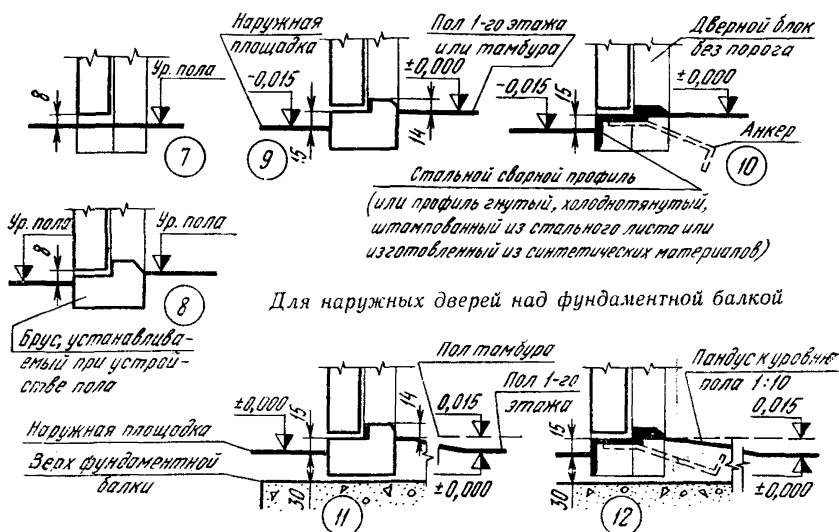 Наружная
площадка
Пол 1-го этажа
или тамбура
Дверной блок
без порога
Ур. пола
8
-0,015
±0,000
15
14
-0,015
15
±0,000
Анкер
7
9
10
Стальной сварной профиль
(или профиль гнутый, холоднотянутый,
штампованный из стального листа или
изготовленный из синтетических материалов)
Ур. пола
8
Ур. пола
8
Брус, устанавлива-
емый при устрой-
стве пола
Для наружных дверей над фундаментной балкой
Пол тамбура
Пол 1-го
этажа
Пандус к уровню
пола 1:10
±0,000
15
14
0,015
±0,000
15
0,015
±0,000
Наружная площадка
Верх фундаментной
балки
30
30
11
12